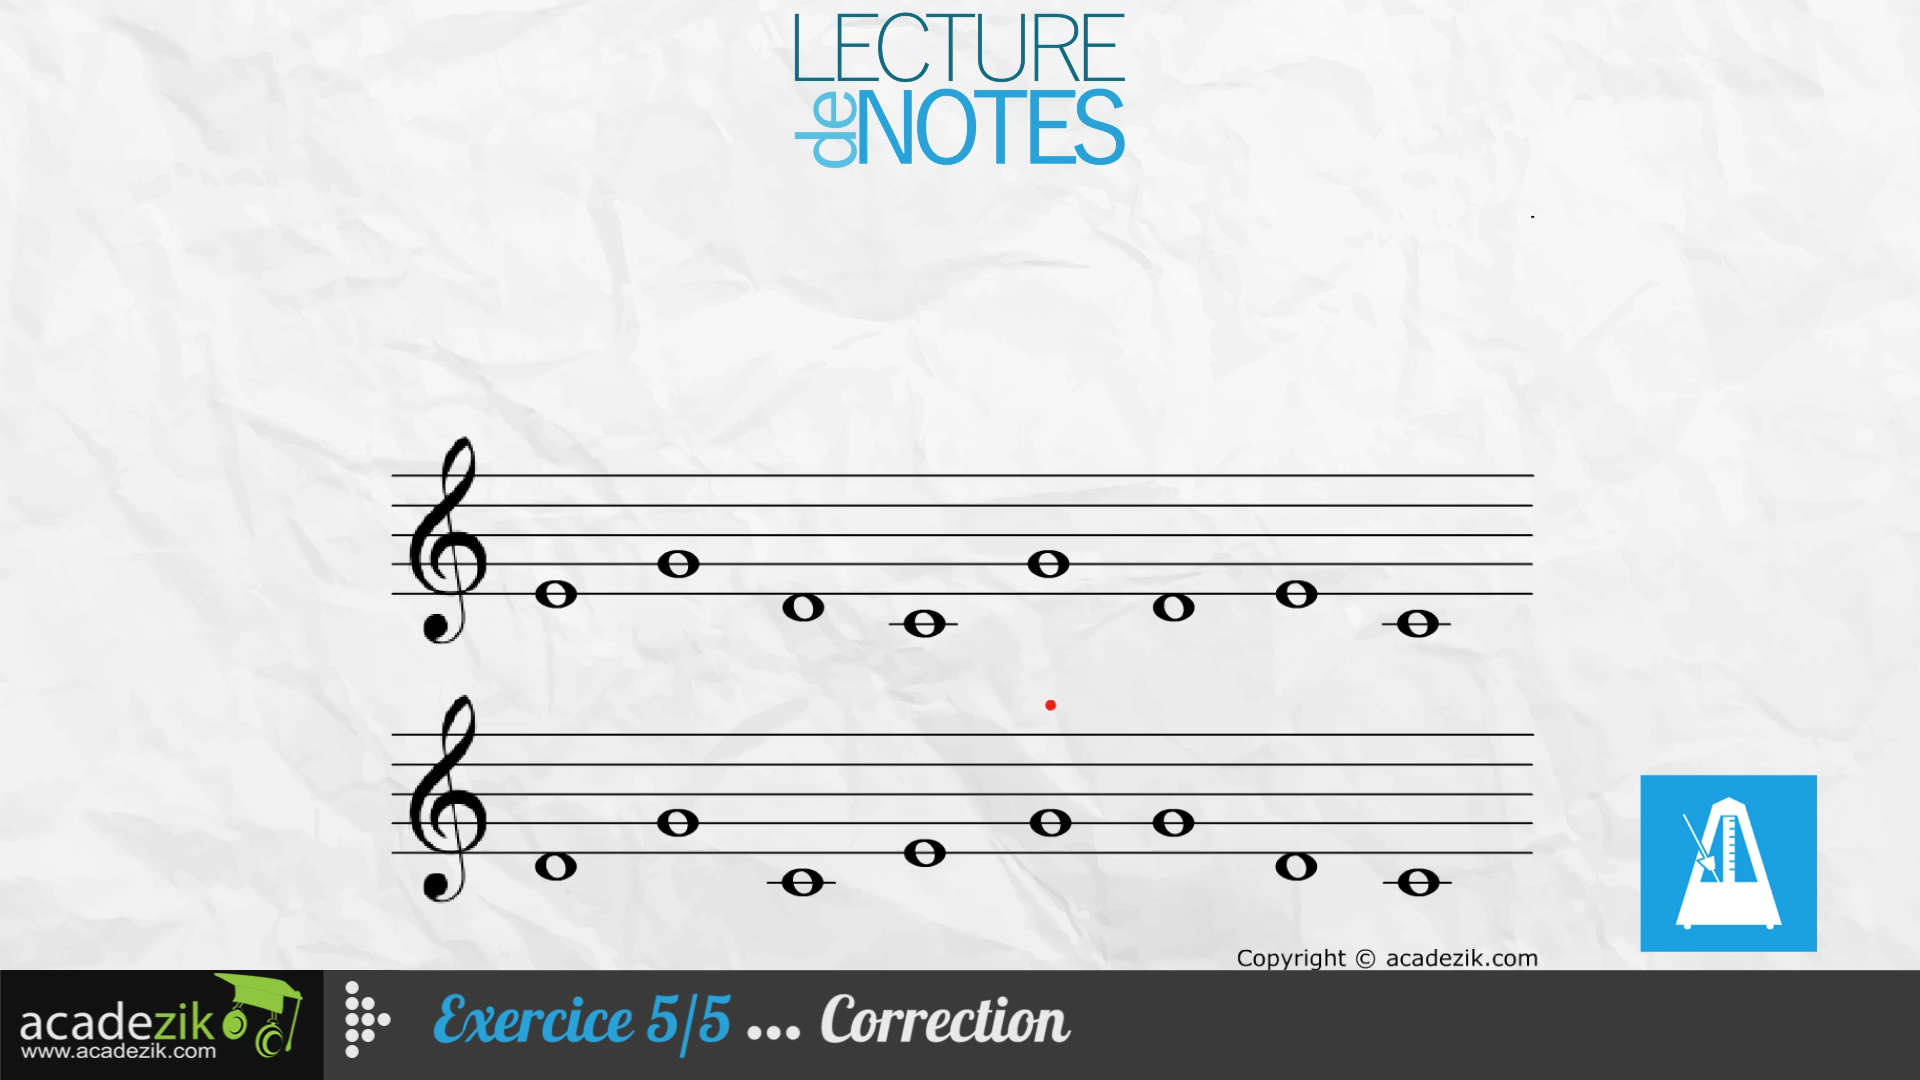 LECTURE
de NOTES
Copyright © acadezik.com
acadezik
www.acadezik.com
Exercice 5/5 ... Correction